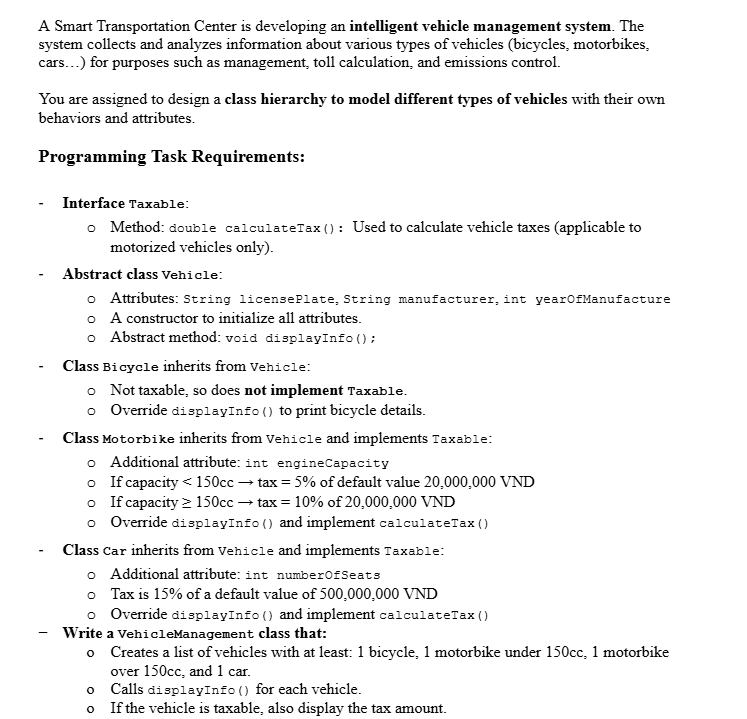 A Smart Transportation Center is developing an intelligent vehicle management system. The
system collects and analyzes information about various types of vehicles (bicycles, motorbikes,
cars…) for purposes such as management, toll calculation, and emissions control.
You are assigned to design a class hierarchy to model different types of vehicles with their own
behaviors and attributes.
Programming Task Requirements:
- Interface Taxable:
o Method: double calculateTax(): Used to calculate vehicle taxes (applicable to
motorized vehicles only).
- Abstract class Vehicle:
o Attributes: String licensePlate, String manufacturer, int yearOfManufacture
o A constructor to initialize all attributes.
o Abstract method: void displayInfo();
- Class Bicycle inherits from Vehicle:
o Not taxable, so does not implement Taxable.
o Override displayInfo() to print bicycle details.
- Class Motorbike inherits from Vehicle and implements Taxable:
o Additional attribute: int engineCapacity
o If capacity < 150cc → tax = 5% of default value 20,000,000 VND
o If capacity ≥ 150cc → tax = 10% of 20,000,000 VND
o Override displayInfo() and implement calculateTax()
- Class Car inherits from Vehicle and implements Taxable:
o Additional attribute: int numberOfSeats
o Tax is 15% of a default value of 500,000,000 VND
o Override displayInfo() and implement calculateTax()
– Write a VehicleManagement class that:
o Creates a list of vehicles with at least: 1 bicycle, 1 motorbike under 150cc, 1 motorbike
over 150cc, and 1 car.
o Calls displayInfo() for each vehicle.
o If the vehicle is taxable, also display the tax amount.